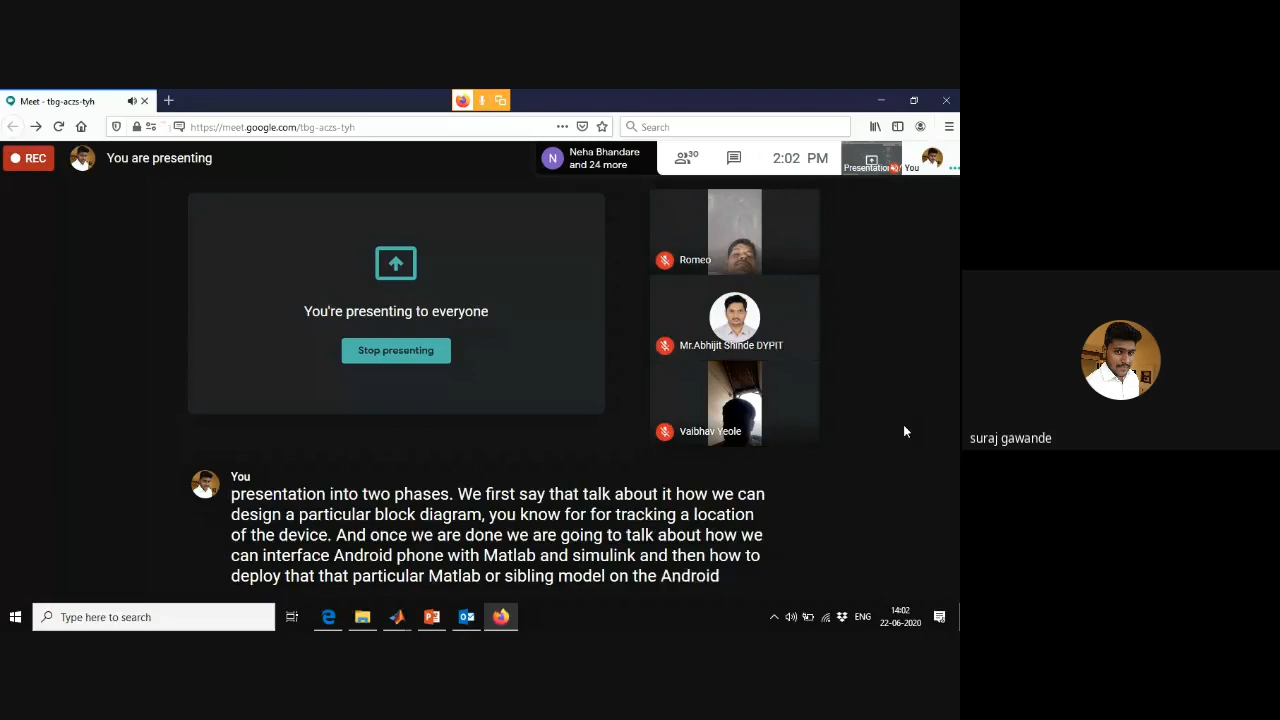 Meet - tbg-aczs-tyh
https://meet.google.com/tbg-aczs-tyh
Search
REC
You are presenting
N
Neha Bhandare
and 24 more
30
2:02 PM
Presentation
You
You're presenting to everyone
Stop presenting
Romeo
Mr.Abhijit Shinde DYPIT
Vaibhav Yeole
suraj gawande
You
presentation into two phases. We first say that talk about it how we can
design a particular block diagram, you know for for tracking a location
of the device. And once we are done we are going to talk about how we
can interface Android phone with Matlab and simulink and then how to
deploy that that particular Matlab or sibling model on the Android
Type here to search
ENG
14:02
22-06-2020